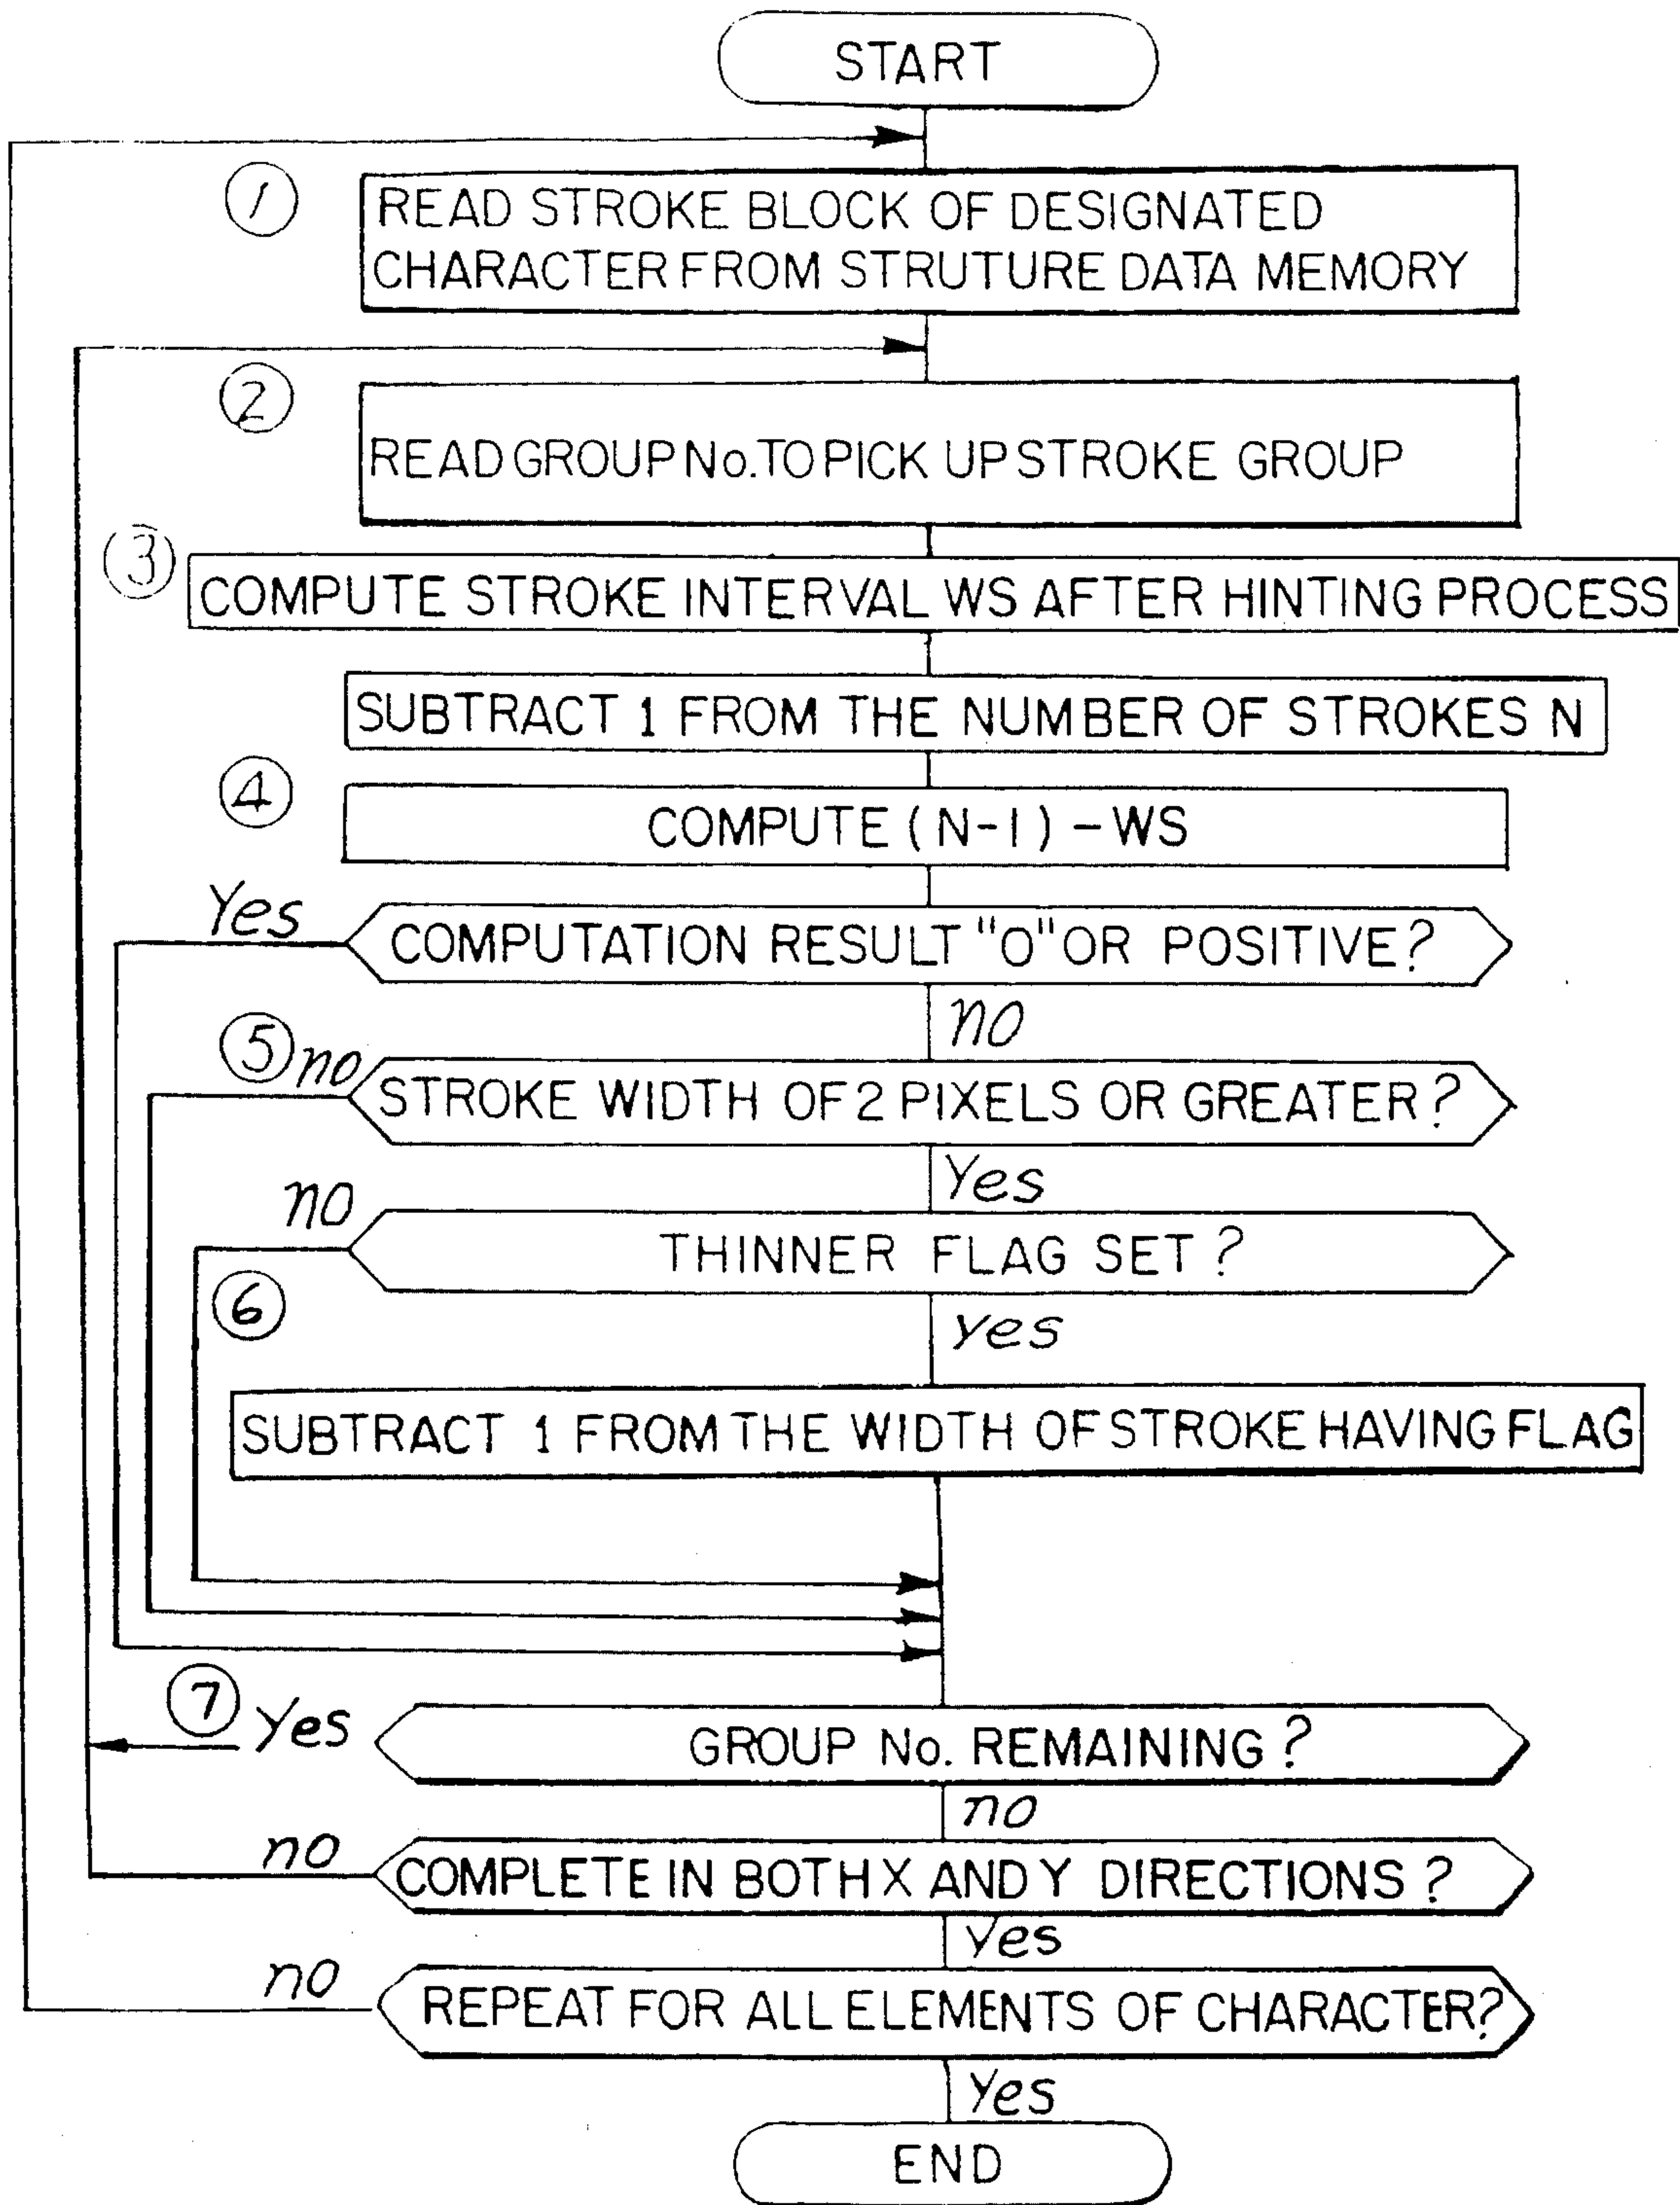 START
1
READ STROKE BLOCK OF DESIGNATED
CHARACTER FROM STRUTURE DATA MEMORY
2
READ GROUP No. TO PICK UP STROKE GROUP
3
COMPUTE STROKE INTERVAL WS AFTER HINTING PROCESS
SUBTRACT 1 FROM THE NUMBER OF STROKES N
4
COMPUTE (N-1) - WS
Yes
COMPUTATION RESULT "0" OR POSITIVE?
no
5
no
STROKE WIDTH OF 2 PIXELS OR GREATER?
Yes
no
THINNER FLAG SET?
6
yes
SUBTRACT 1 FROM THE WIDTH OF STROKE HAVING FLAG
7
Yes
GROUP No. REMAINING?
no
no
COMPLETE IN BOTH X AND Y DIRECTIONS?
Yes
no
REPEAT FOR ALL ELEMENTS OF CHARACTER?
Yes
END